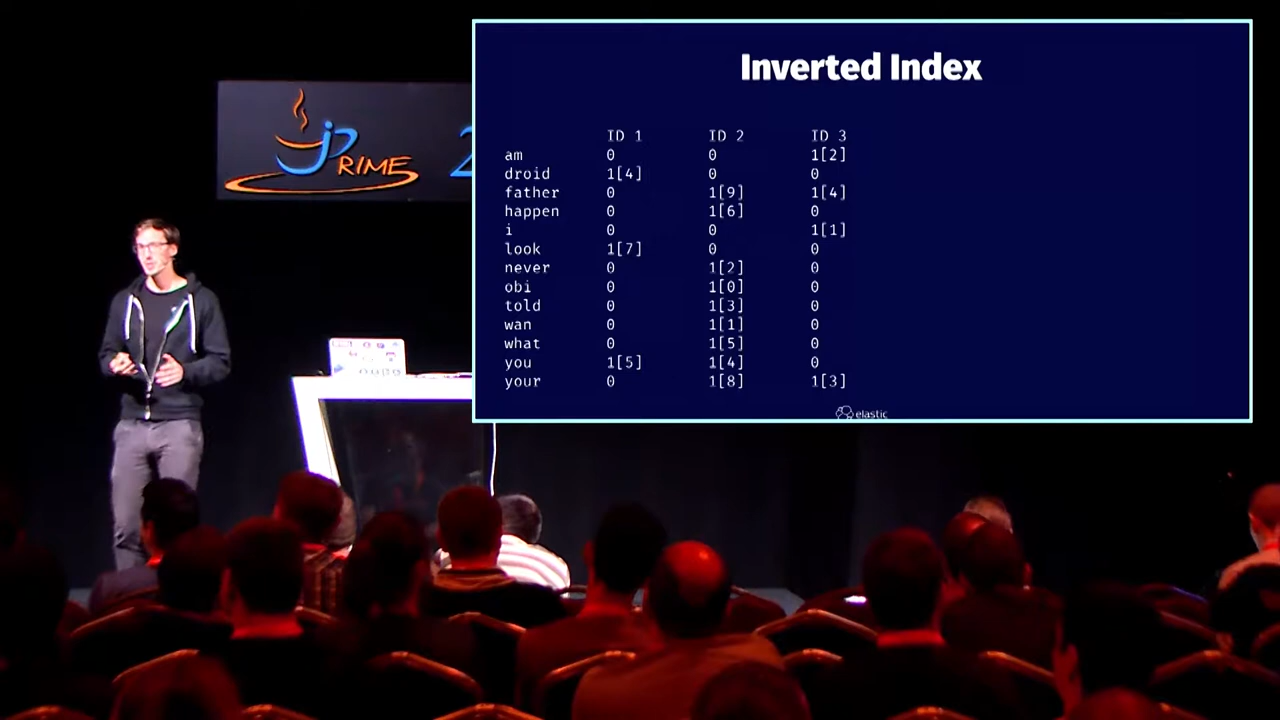 jPRIME 2
Inverted Index
ID 1 ID 2 ID 3
am 0 0 1[2]
droid 1[4] 0 0
father 0 1[9] 1[4]
happen 0 1[6] 0
i 0 0 1[1]
look 1[7] 0 0
never 0 1[2] 0
obi 0 1[0] 0
told 0 1[3] 0
wan 0 1[1] 0
what 0 1[5] 0
you 1[5] 1[4] 0
your 0 1[8] 1[3]
elastic